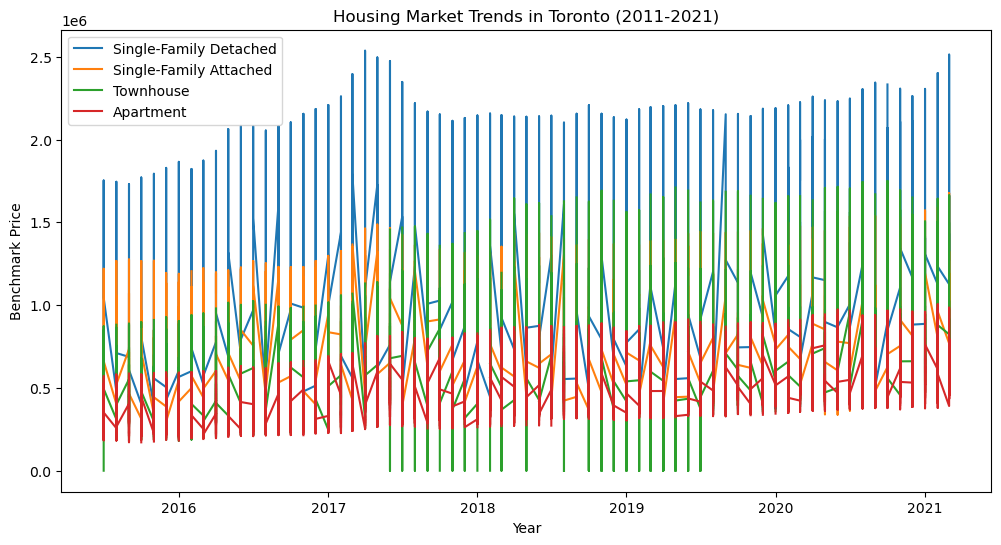 Housing Market Trends in Toronto (2011-2021)
1e6
Single-Family Detached
Single-Family Attached
Townhouse
Apartment
2.5
2.0
1.5
1.0
0.5
0.0
Benchmark Price
2016 2017 2018 2019 2020 2021
Year